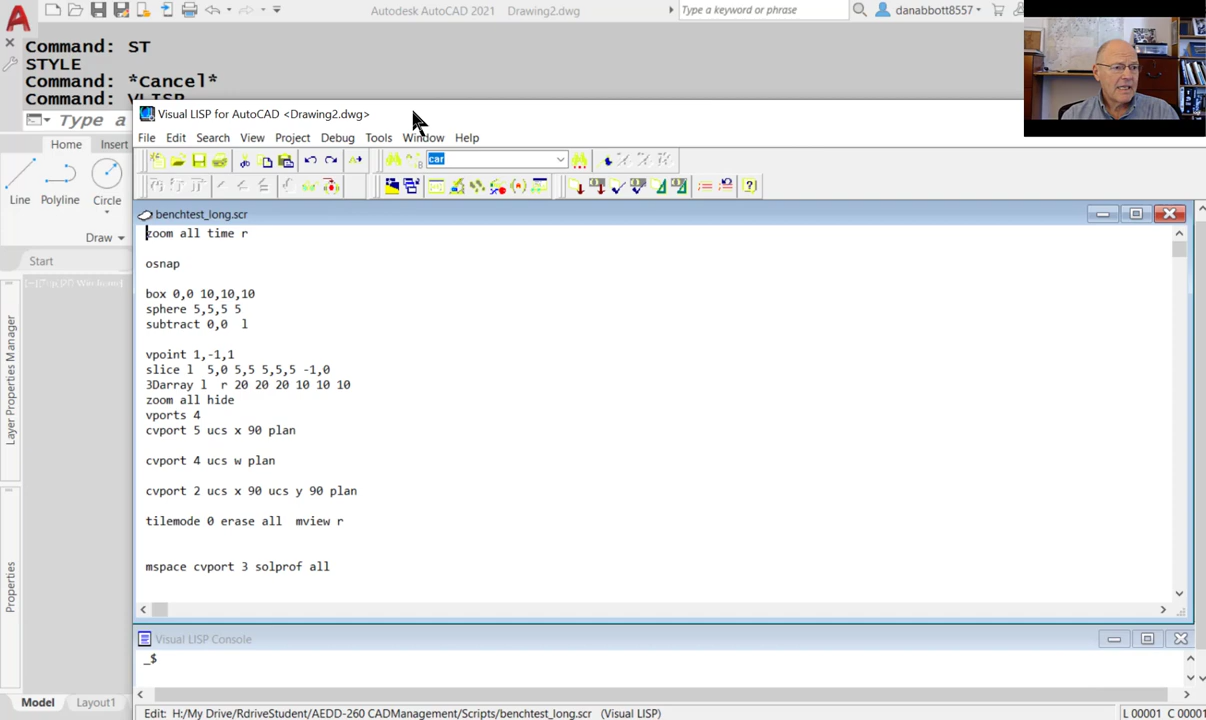 Autodesk AutoCAD 2021 Drawing2.dwg
Type a keyword or phrase
danabbott8557
Command: ST
STYLE
Command: *Cancel*
Command: VLISP
Type a
Home Insert
Line Polyline Circle
Draw
Start
Layer Properties Manager
Properties
Model Layout1
Visual LISP for AutoCAD <Drawing2.dwg>
File Edit Search View Project Debug Tools Window Help
car
benchtest_long.scr
zoom all time r
osnap
box 0,0 10,10,10
sphere 5,5,5 5
subtract 0,0  l
vpoint 1,-1,1
slice l  5,0 5,5 5,5,5 -1,0
3Darray l  r 20 20 20 10 10 10
zoom all hide
vports 4
cvport 5 ucs x 90 plan
cvport 4 ucs w plan
cvport 2 ucs x 90 ucs y 90 plan
tilemode 0 erase all  mview r
mspace cvport 3 solprof all
Visual LISP Console
_$
Edit: H:/My Drive/RdriveStudent/AEDD-260 CADManagement/Scripts/benchtest_long.scr (Visual LISP)
L 00001 C 00001